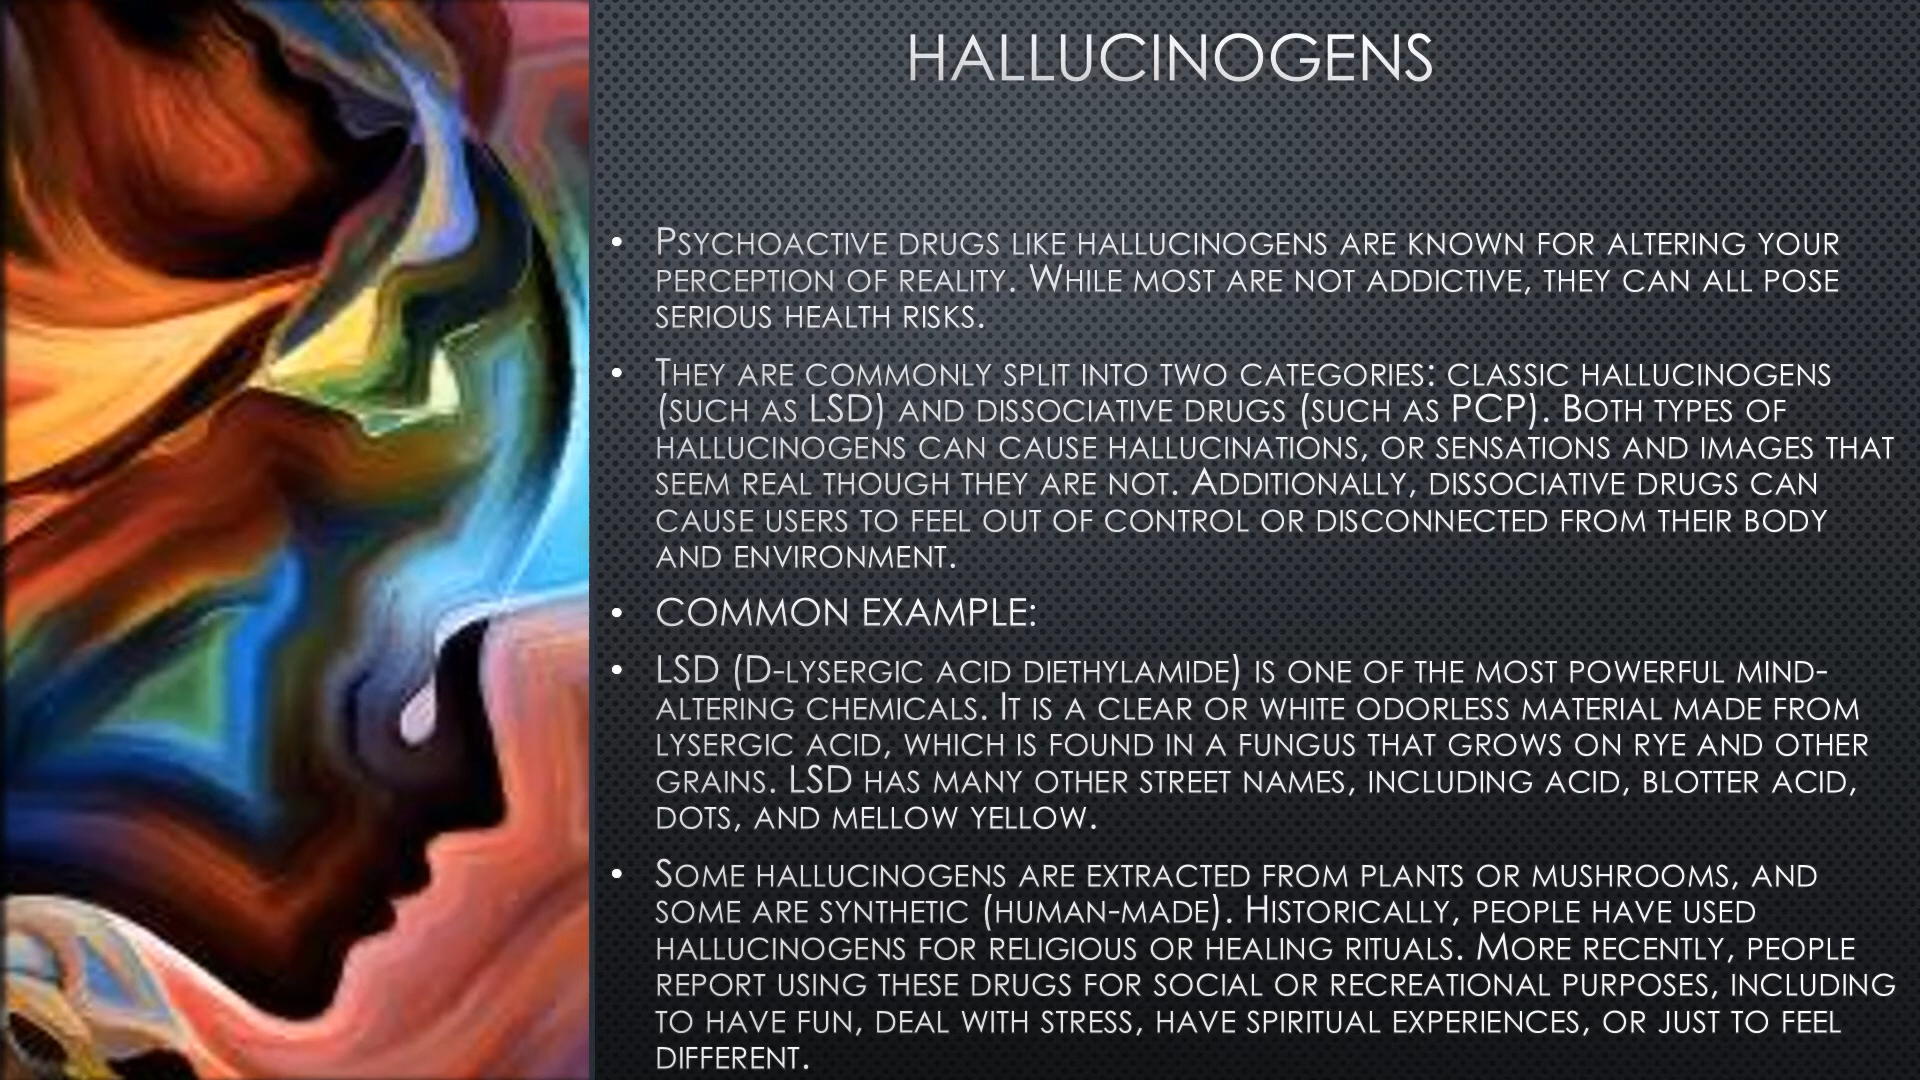 HALLUCINOGENS
• PSYCHOACTIVE DRUGS LIKE HALLUCINOGENS ARE KNOWN FOR ALTERING YOUR
PERCEPTION OF REALITY. WHILE MOST ARE NOT ADDICTIVE, THEY CAN ALL POSE
SERIOUS HEALTH RISKS.
• THEY ARE COMMONLY SPLIT INTO TWO CATEGORIES: CLASSIC HALLUCINOGENS
(SUCH AS LSD) AND DISSOCIATIVE DRUGS (SUCH AS PCP). BOTH TYPES OF
HALLUCINOGENS CAN CAUSE HALLUCINATIONS, OR SENSATIONS AND IMAGES THAT
SEEM REAL THOUGH THEY ARE NOT. ADDITIONALLY, DISSOCIATIVE DRUGS CAN
CAUSE USERS TO FEEL OUT OF CONTROL OR DISCONNECTED FROM THEIR BODY
AND ENVIRONMENT.
• COMMON EXAMPLE:
• LSD (D-LYSERGIC ACID DIETHYLAMIDE) IS ONE OF THE MOST POWERFUL MIND-
ALTERING CHEMICALS. IT IS A CLEAR OR WHITE ODORLESS MATERIAL MADE FROM
LYSERGIC ACID, WHICH IS FOUND IN A FUNGUS THAT GROWS ON RYE AND OTHER
GRAINS. LSD HAS MANY OTHER STREET NAMES, INCLUDING ACID, BLOTTER ACID,
DOTS, AND MELLOW YELLOW.
• SOME HALLUCINOGENS ARE EXTRACTED FROM PLANTS OR MUSHROOMS, AND
SOME ARE SYNTHETIC (HUMAN-MADE). HISTORICALLY, PEOPLE HAVE USED
HALLUCINOGENS FOR RELIGIOUS OR HEALING RITUALS. MORE RECENTLY, PEOPLE
REPORT USING THESE DRUGS FOR SOCIAL OR RECREATIONAL PURPOSES, INCLUDING
TO HAVE FUN, DEAL WITH STRESS, HAVE SPIRITUAL EXPERIENCES, OR JUST TO FEEL
DIFFERENT.